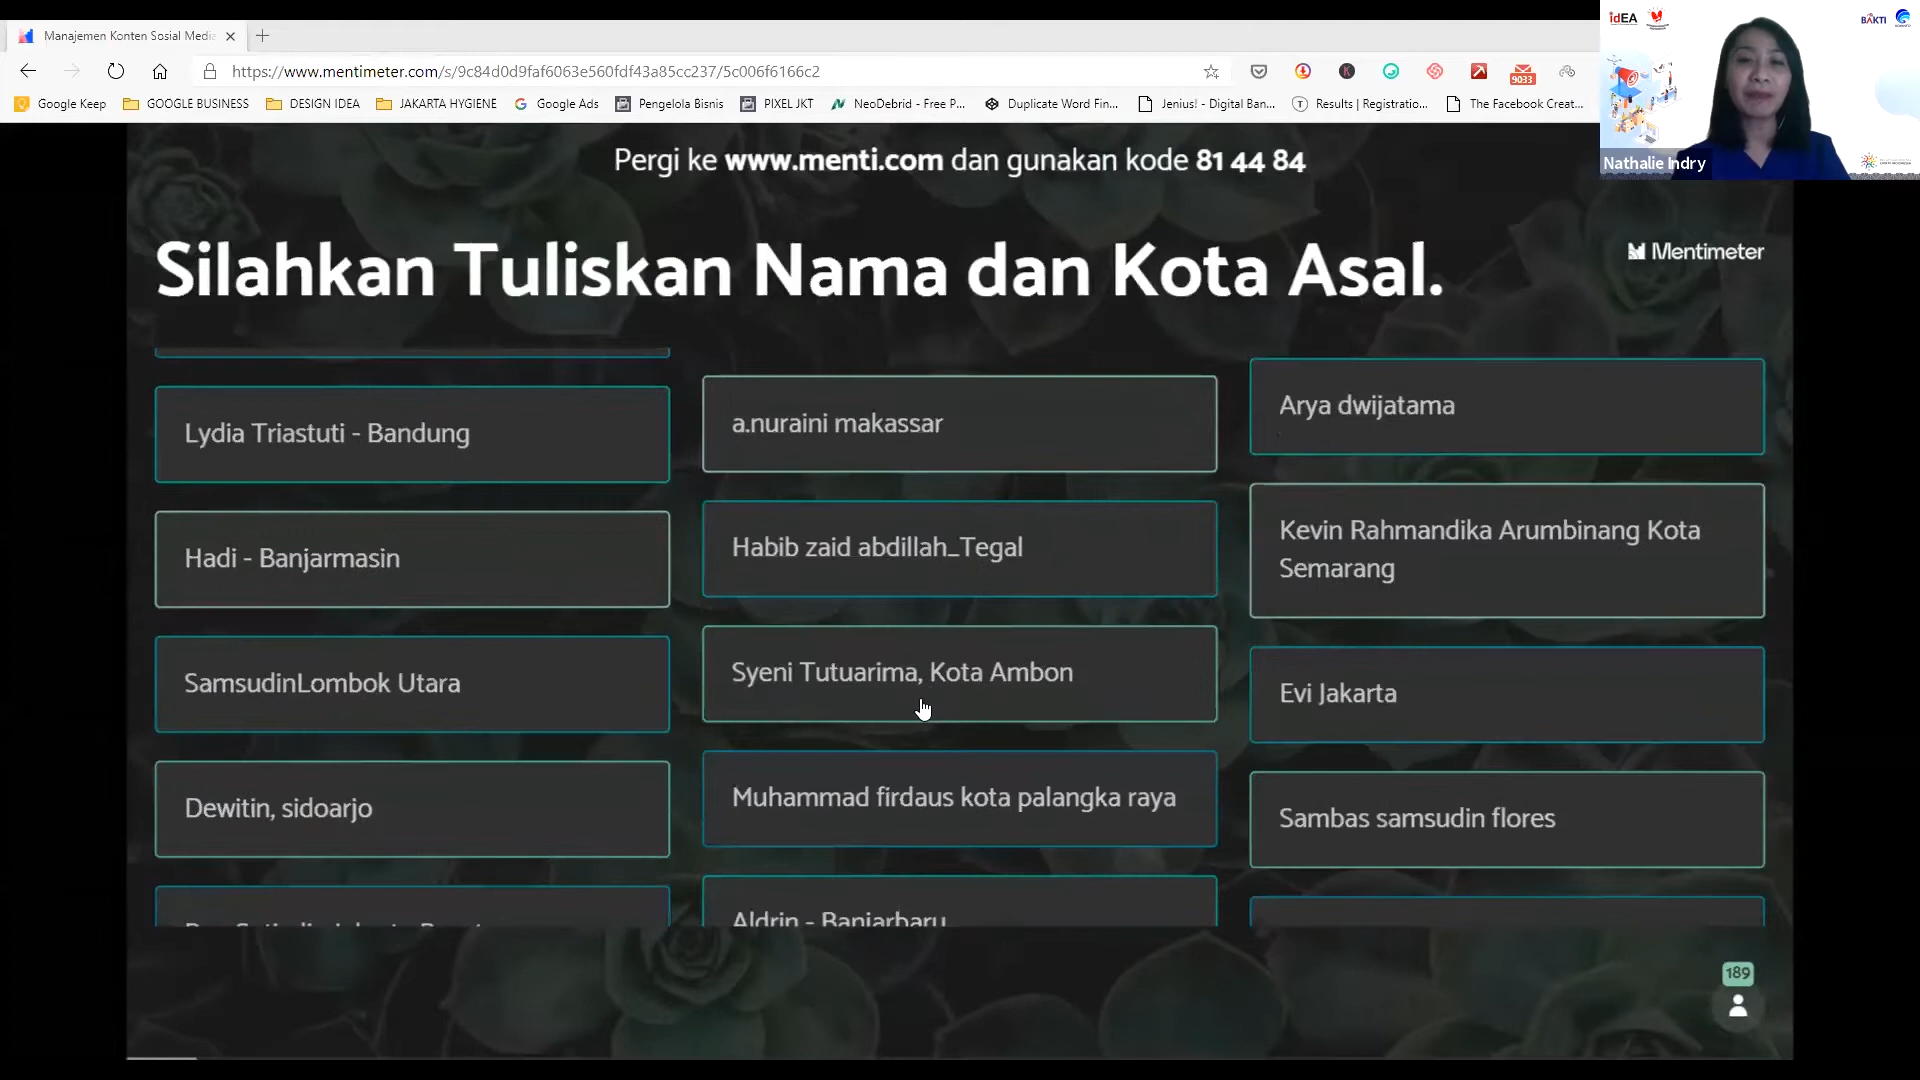 Manajemen Konten Sosial Media
https://www.mentimeter.com/s/9c84d0d9faf6063e560fdf43a85cc237/5c006f6166c2
9033
Google Keep
GOOGLE BUSINESS
DESIGN IDEA
JAKARTA HYGIENE
Google Ads
Pengelola Bisnis
PIXEL JKT
NeoDebrid - Free P...
Duplicate Word Fin...
Jenius! - Digital Ban...
Results | Registratio...
The Facebook Creat...
idEA
BAKTI
Nathalie Indry
Pergi ke www.menti.com dan gunakan kode 81 44 84
Silahkan Tuliskan Nama dan Kota Asal.
Mentimeter
Lydia Triastuti - Bandung
Hadi - Banjarmasin
SamsudinLombok Utara
Dewitin, sidoarjo
a.nuraini makassar
Habib zaid abdillah_Tegal
Syeni Tutuarima, Kota Ambon
Muhammad firdaus kota palangka raya
Aldrin - Banjarbaru
Arya dwijatama
Kevin Rahmandika Arumbinang Kota
Semarang
Evi Jakarta
Sambas samsudin flores
189